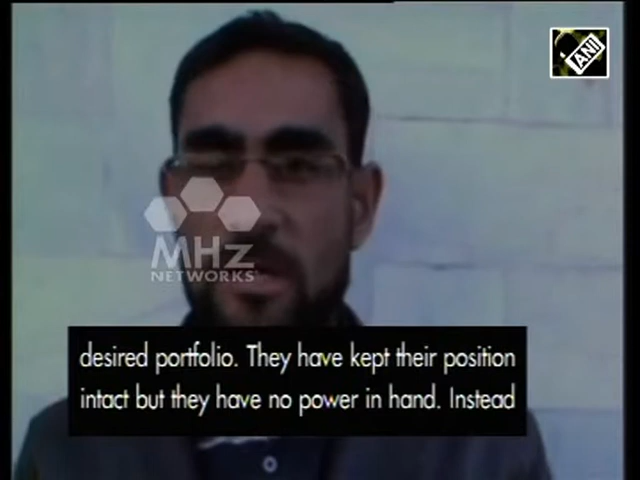 ANI
MHz
NETWORKS
desired portfolio. They have kept their position
intact but they have no power in hand. Instead